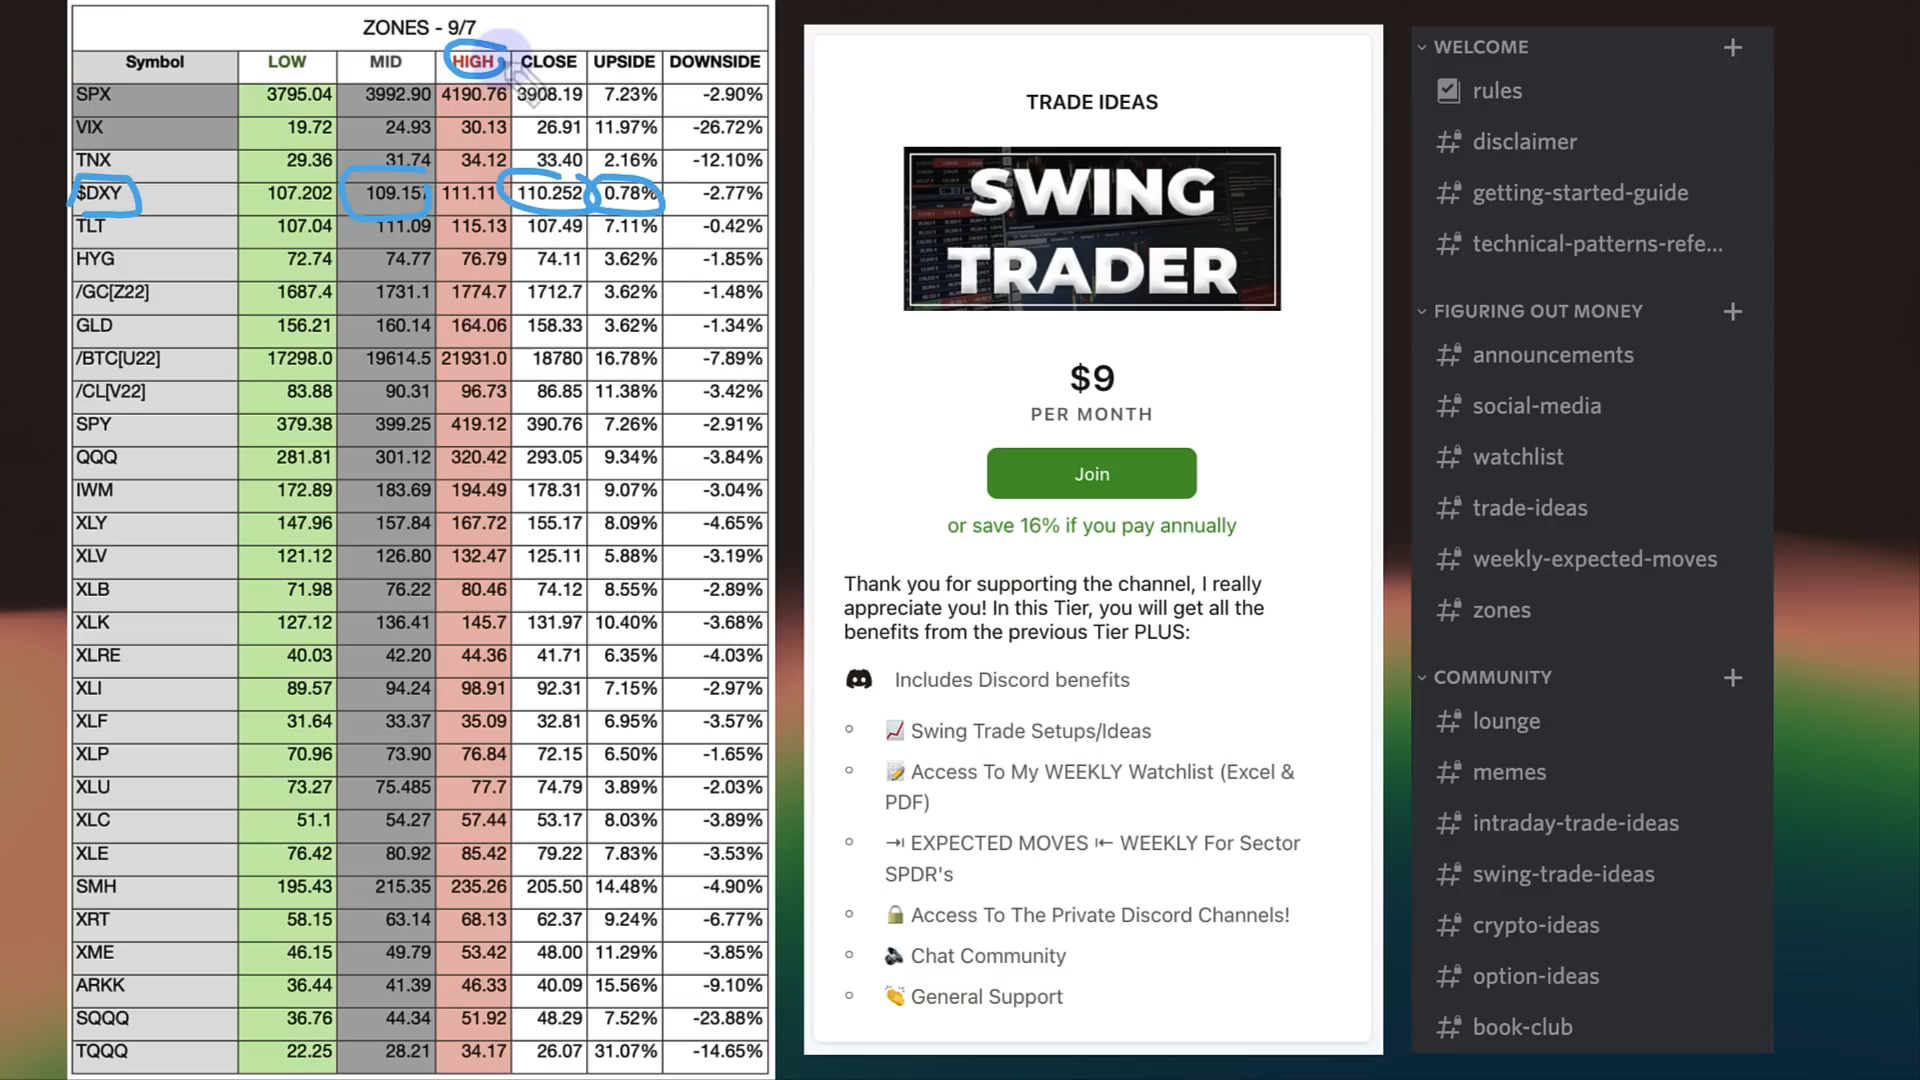 ZONES - 9/7
Symbol LOW MID HIGH CLOSE UPSIDE DOWNSIDE
SPX 3795.04 3992.90 4190.76 3908.19 7.23% -2.90%
VIX 19.72 24.93 30.13 26.91 11.97% -26.72%
TNX 29.36 31.74 34.12 33.40 2.16% -12.10%
$DXY 107.202 109.157 111.11 110.252 0.78% -2.77%
TLT 107.04 111.09 115.13 107.49 7.11% -0.42%
HYG 72.74 74.77 76.79 74.11 3.62% -1.85%
/GC[Z22] 1687.4 1731.1 1774.7 1712.7 3.62% -1.48%
GLD 156.21 160.14 164.06 158.33 3.62% -1.34%
/BTC[U22] 17298.0 19614.5 21931.0 18780 16.78% -7.89%
/CL[V22] 83.88 90.31 96.73 86.85 11.38% -3.42%
SPY 379.38 399.25 419.12 390.76 7.26% -2.91%
QQQ 281.81 301.12 320.42 293.05 9.34% -3.84%
IWM 172.89 183.69 194.49 178.31 9.07% -3.04%
XLY 147.96 157.84 167.72 155.17 8.09% -4.65%
XLV 121.12 126.80 132.47 125.11 5.88% -3.19%
XLB 71.98 76.22 80.46 74.12 8.55% -2.89%
XLK 127.12 136.41 145.7 131.97 10.40% -3.68%
XLRE 40.03 42.20 44.36 41.71 6.35% -4.03%
XLI 89.57 94.24 98.91 92.31 7.15% -2.97%
XLF 31.64 33.37 35.09 32.81 6.95% -3.57%
XLP 70.96 73.90 76.84 72.15 6.50% -1.65%
XLU 73.27 75.485 77.7 74.79 3.89% -2.03%
XLC 51.1 54.27 57.44 53.17 8.03% -3.89%
XLE 76.42 80.92 85.42 79.22 7.83% -3.53%
SMH 195.43 215.35 235.26 205.50 14.48% -4.90%
XRT 58.15 63.14 68.13 62.37 9.24% -6.77%
XME 46.15 49.79 53.42 48.00 11.29% -3.85%
ARKK 36.44 41.39 46.33 40.09 15.56% -9.10%
SQQQ 36.76 44.34 51.92 48.29 7.52% -23.88%
TQQQ 22.25 28.21 34.17 26.07 31.07% -14.65%
TRADE IDEAS
SWING
TRADER
$9
PER MONTH
Join
or save 16% if you pay annually
Thank you for supporting the channel, I really
appreciate you! In this Tier, you will get all the
benefits from the previous Tier PLUS:
Includes Discord benefits
Swing Trade Setups/Ideas
Access To My WEEKLY Watchlist (Excel &
PDF)
EXPECTED MOVES WEEKLY For Sector
SPDR's
Access To The Private Discord Channels!
Chat Community
General Support
WELCOME
rules
disclaimer
getting-started-guide
technical-patterns-refe...
FIGURING OUT MONEY
announcements
social-media
watchlist
trade-ideas
weekly-expected-moves
zones
COMMUNITY
lounge
memes
intraday-trade-ideas
swing-trade-ideas
crypto-ideas
option-ideas
book-club